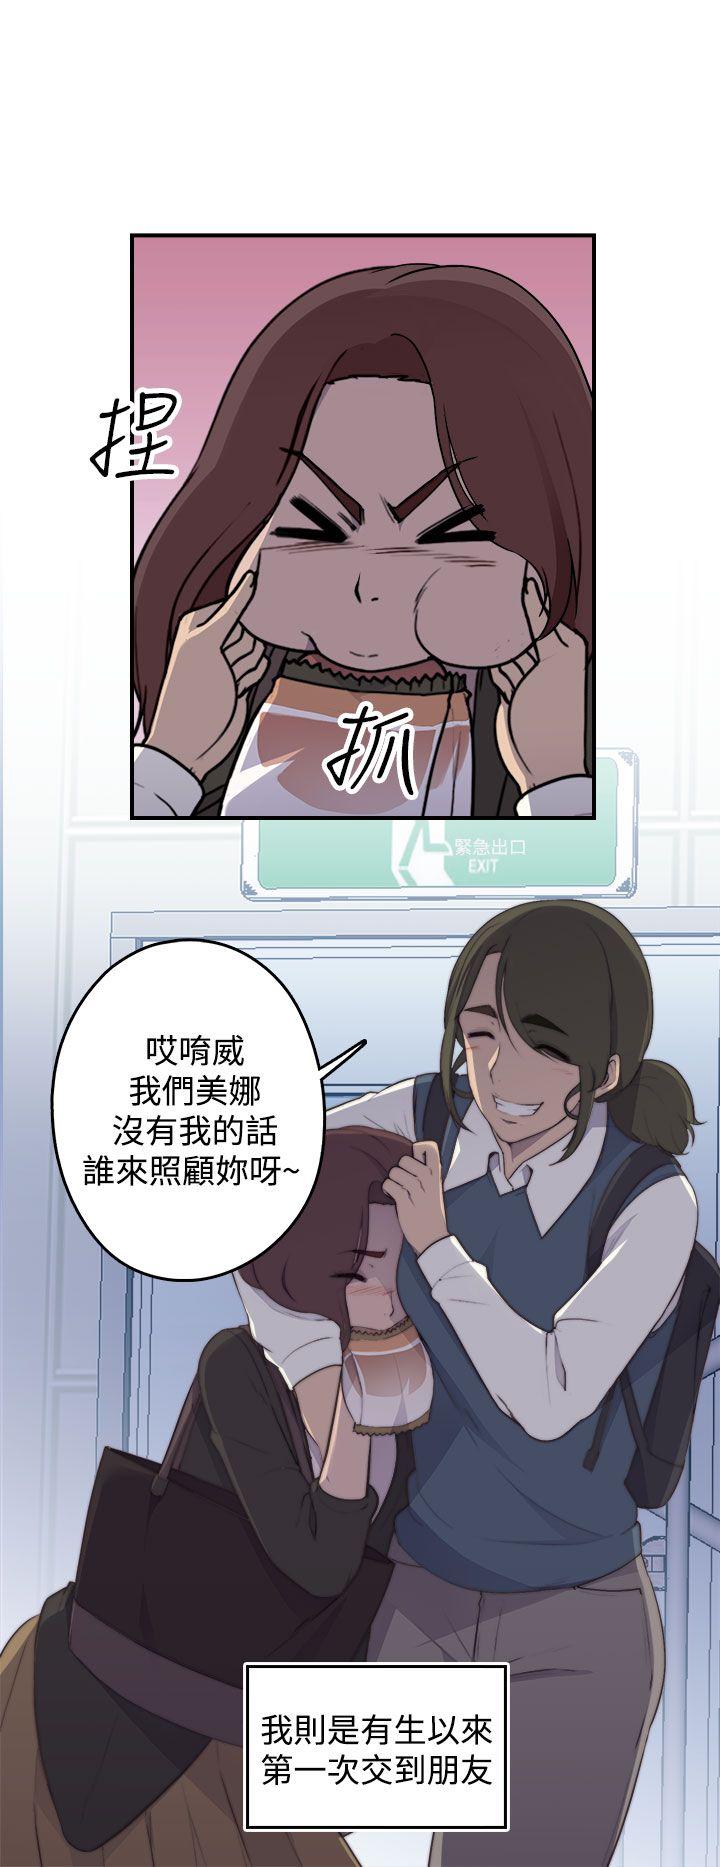 捏
抓
緊急出口
EXIT
哎唷威
我們美娜
沒有我的話
誰來照顧妳呀~
我則是有生以來
第一次交到朋友